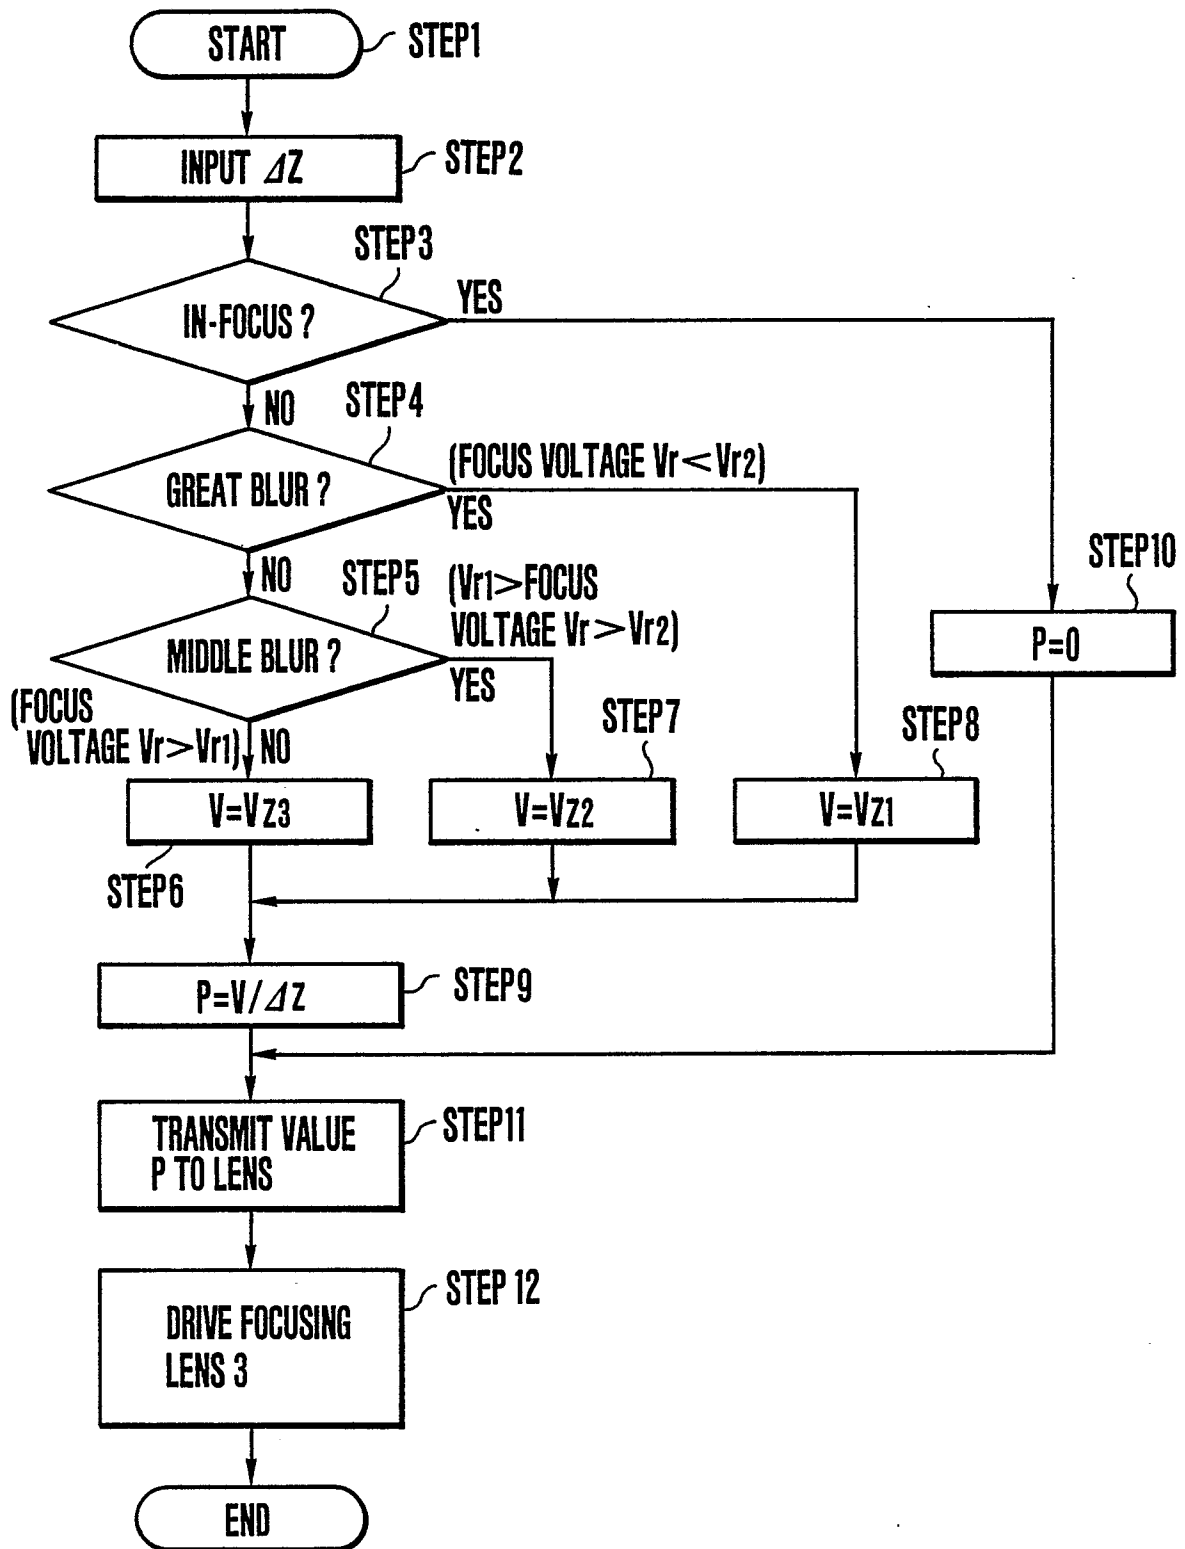 START
STEP1
INPUT ΔZ
STEP2
STEP3
IN-FOCUS ?
YES
NO
STEP4
GREAT BLUR ?
(FOCUS VOLTAGE Vr<Vr2)
YES
NO
STEP5
MIDDLE BLUR ?
(Vr1>FOCUS
VOLTAGE Vr>Vr2)
YES
STEP10
P=0
(FOCUS
VOLTAGE Vr>Vr1)
NO
STEP7
STEP8
V=VZ3
V=VZ2
V=VZ1
STEP6
P=V/ΔZ
STEP9
TRANSMIT VALUE
P TO LENS
STEP11
DRIVE FOCUSING
LENS 3
STEP 12
END